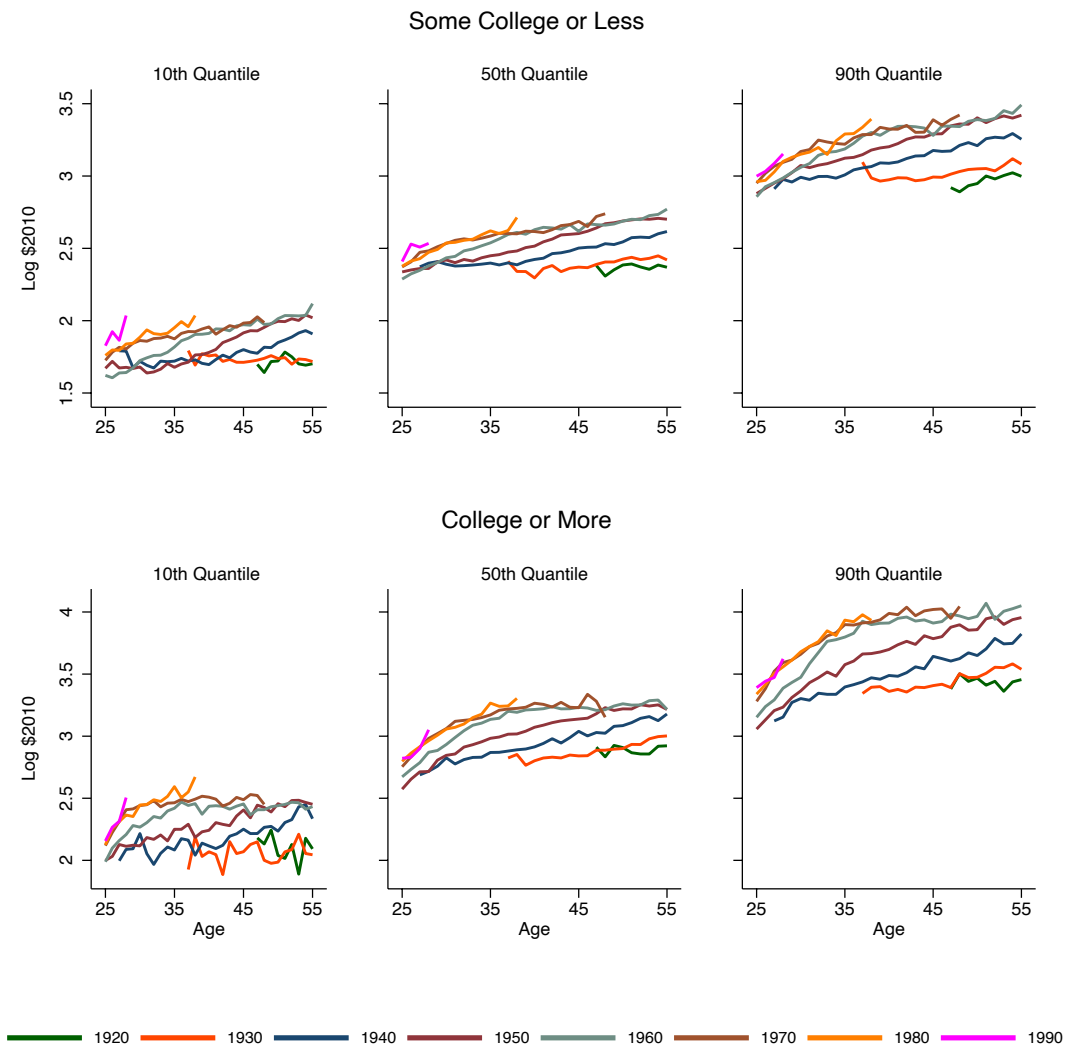 Some College or Less
10th Quantile 50th Quantile 90th Quantile
Log $2010
3.5
3
2.5
2
1.5
25 35 45 55 25 35 45 55 25 35 45 55
College or More
10th Quantile 50th Quantile 90th Quantile
Log $2010
4
3.5
3
2.5
2
25 35 45 55 25 35 45 55 25 35 45 55
Age Age Age
1920 1930 1940 1950 1960 1970 1980 1990